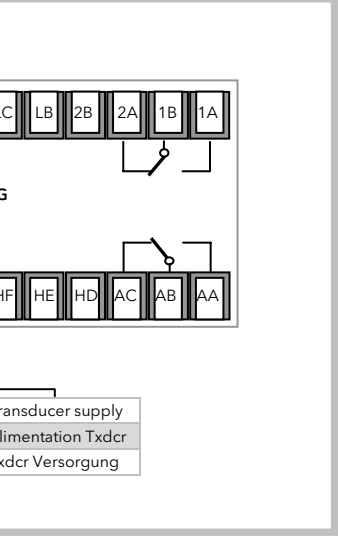 C LB 2B 2A 1B 1A
G
HF HE HD AC AB AA
ransducer supply
limentation Txdcr
xdcr Versorgung